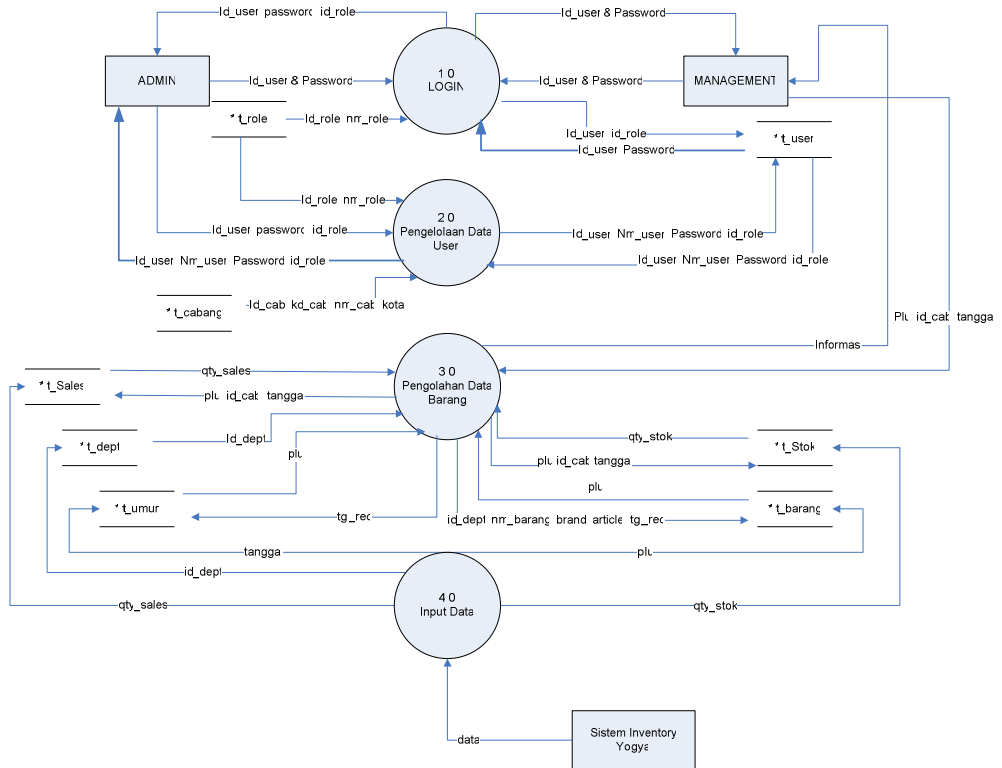 Id_user password id_role
Id_user & Password
ADMIN
Id_user & Password
1 0
LOGIN
Id_user & Password
MANAGEMENT
* t_role
Id_role nm_role
Id_user id_role
Id_user Password
* t_user
Id_role nm_role
2 0
Pengelolaan Data
User
Id_user password id_role
Id_user Nm_user Password id_role
Id_user Nm_user Password id_role
Id_user Nm_user Password id_role
* t_cabang
Id_cab kd_cab nm_cab kota
Plu id_cab tangga
Informas
3 0
Pengolahan Data
Barang
qty_sales
* t_Sales
plu id_cab tangga
Id_dept
* t_dept
plu
qty_stok
* t_Stok
plu id_cab tangga
plu
* t_umur
tg_rec
id_dept nm_barang brand article tg_rec
* t_barang
tangga
plu
id_dept
4 0
Input Data
qty_sales
qty_stok
data
Sistem Inventory
Yogya